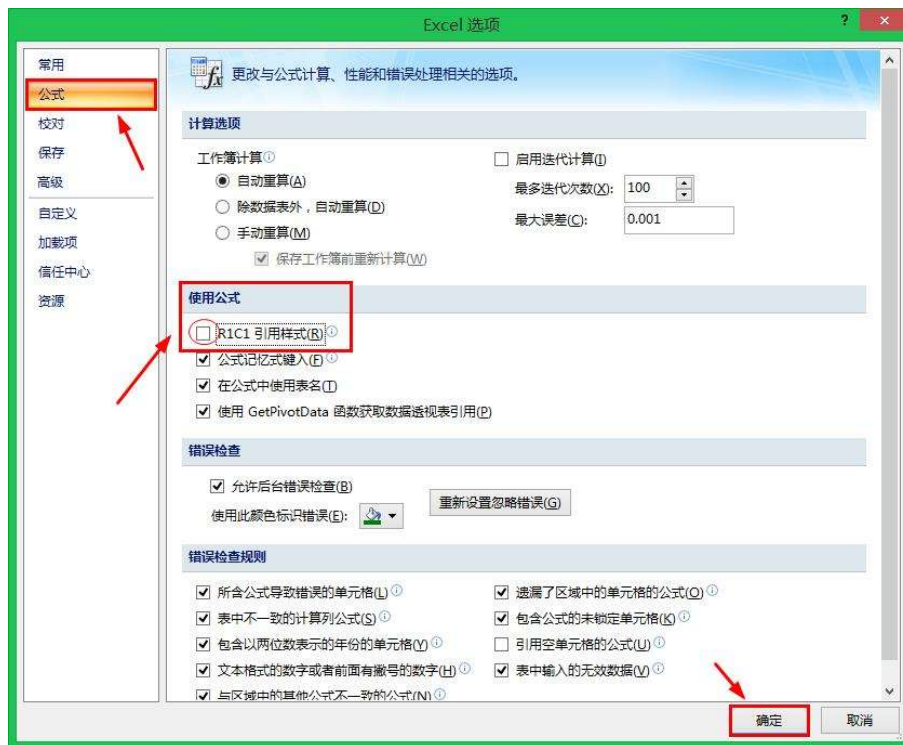 Excel 选项
?
×
常用
公式
校对
保存
高级
自定义
加载项
信任中心
资源
更改与公式计算、性能和错误处理相关的选项。
计算选项
工作簿计算
自动重算(A)
除数据表外，自动重算(D)
手动重算(M)
保存工作簿前重新计算(W)
启用迭代计算(I)
最多迭代次数(X): 100
最大误差(C): 0.001
使用公式
R1C1 引用样式(R)
公式记忆式键入(F)
在公式中使用表名(T)
使用 GetPivotData 函数获取数据透视表引用(P)
错误检查
允许后台错误检查(B)
使用此颜色标识错误(E):
重新设置忽略错误(G)
错误检查规则
所含公式导致错误的单元格(L)
表中不一致的计算列公式(S)
包含以两位数表示的年份的单元格(Y)
文本格式的数字或者前面有撇号的数字(H)
与区域中的其他公式不一致的公式(N)
遗漏了区域中的单元格的公式(O)
包含公式的未锁定单元格(K)
引用空单元格的公式(U)
表中输入的无效数据(V)
确定
取消